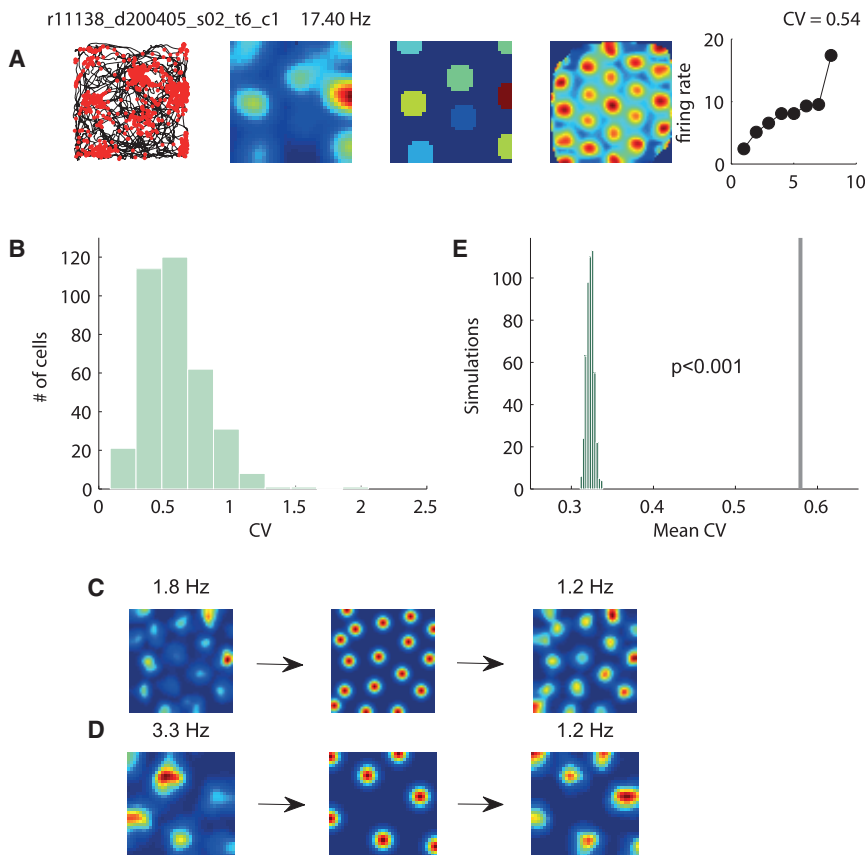 r11138_d200405_s02_t6_c1 17.40 Hz CV = 0.54
A
20
10
0
firing rate
0 5 10
B
120
100
80
60
40
20
0
# of cells
0 0.5 1 1.5 2 2.5
CV
E
100
80
60
40
20
0
Simulations
p<0.001
0.3 0.4 0.5 0.6
Mean CV
C
1.8 Hz 1.2 Hz
D
3.3 Hz 1.2 Hz